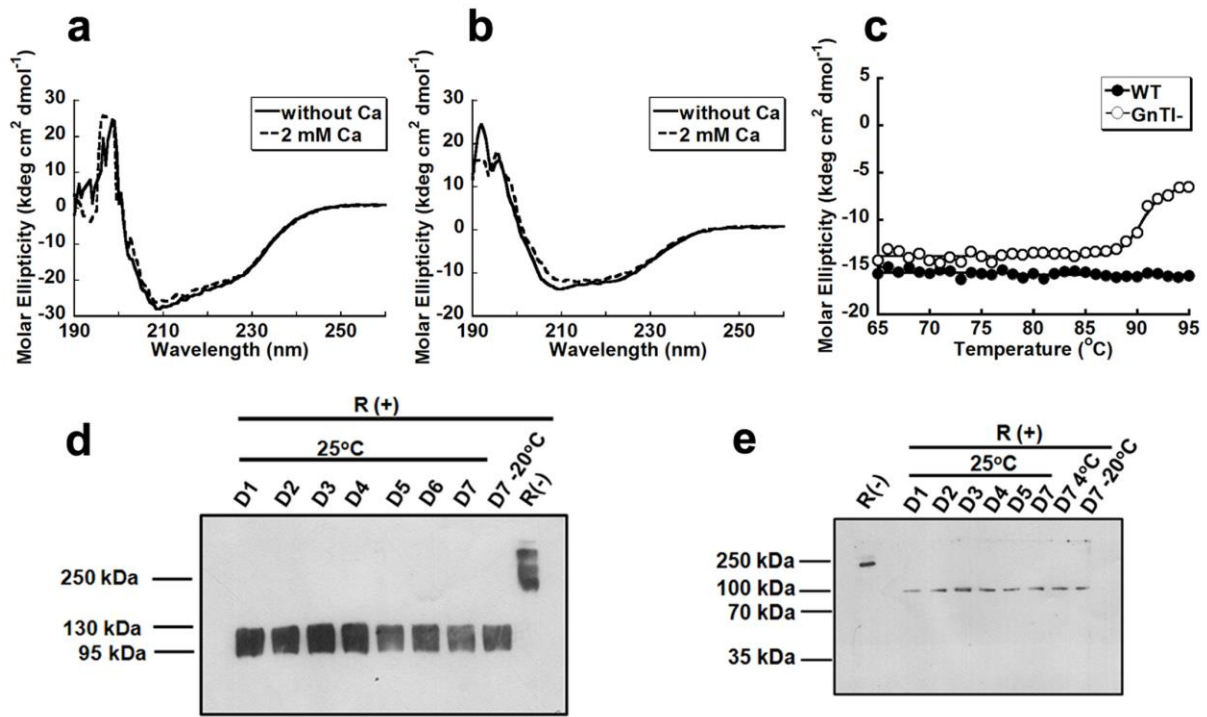 a
Molar Ellipticity (kdeg cm² dmol⁻¹)
30
20
10
0
-10
-20
-30
190
210
230
250
Wavelength (nm)
without Ca
2 mM Ca
b
Molar Ellipticity (kdeg cm² dmol⁻¹)
30
20
10
0
-10
-20
190
210
230
250
Wavelength (nm)
without Ca
2 mM Ca
c
Molar Ellipticity (kdeg cm² dmol⁻¹)
5
0
-5
-10
-15
-20
65
70
75
80
85
90
95
Temperature (°C)
WT
GnTI-
d
R (+)
25°C
D1
D2
D3
D4
D5
D6
D7
D7 -20°C
R(-)
250 kDa
130 kDa
95 kDa
e
R (+)
25°C
R(-)
D1
D2
D3
D4
D5
D7
D7 4°C
D7 -20°C
250 kDa
100 kDa
70 kDa
35 kDa